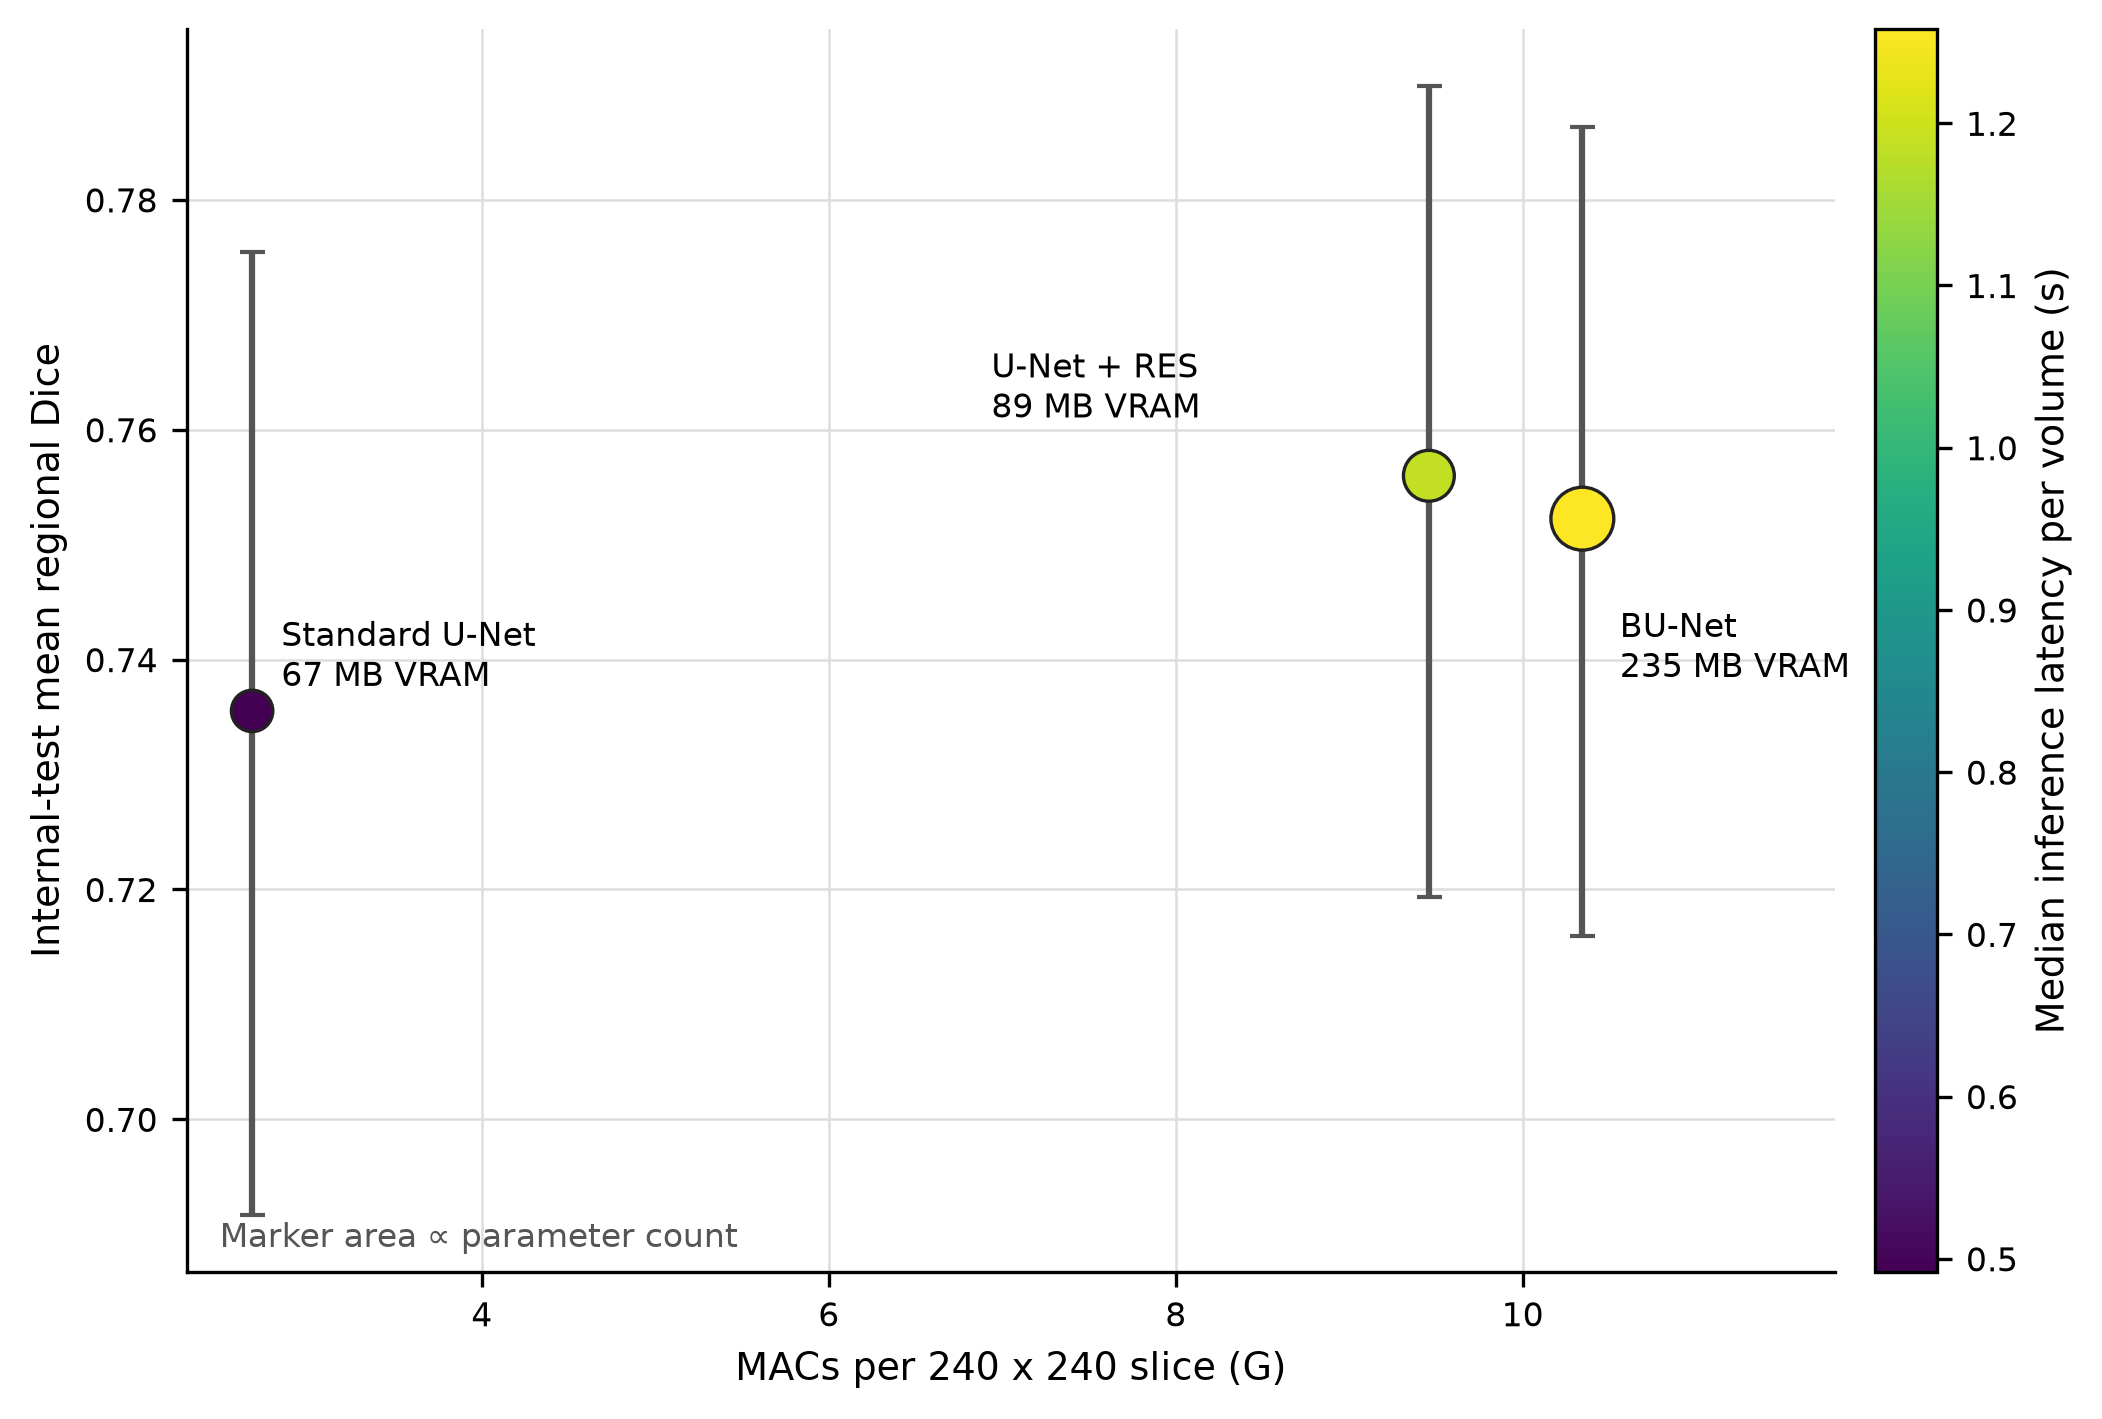 Internal-test mean regional Dice
0.78
0.76
0.74
0.72
0.70
U-Net + RES
89 MB VRAM
Standard U-Net
67 MB VRAM
BU-Net
235 MB VRAM
Marker area ∝ parameter count
4
6
8
10
MACs per 240 x 240 slice (G)
1.2
1.1
1.0
0.9
0.8
0.7
0.6
0.5
Median inference latency per volume (s)